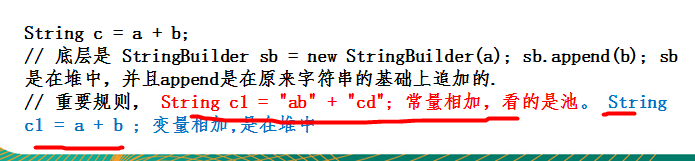 String c = a + b;
// 底层是 StringBuilder sb = new StringBuilder(a); sb.append(b); sb
是在堆中，并且append是在原来字符串的基础上追加的.
// 重要规则， String c1 = "ab" + "cd"; 常量相加，看的是池。 String
c1 = a + b ; 变量相加,是在堆中